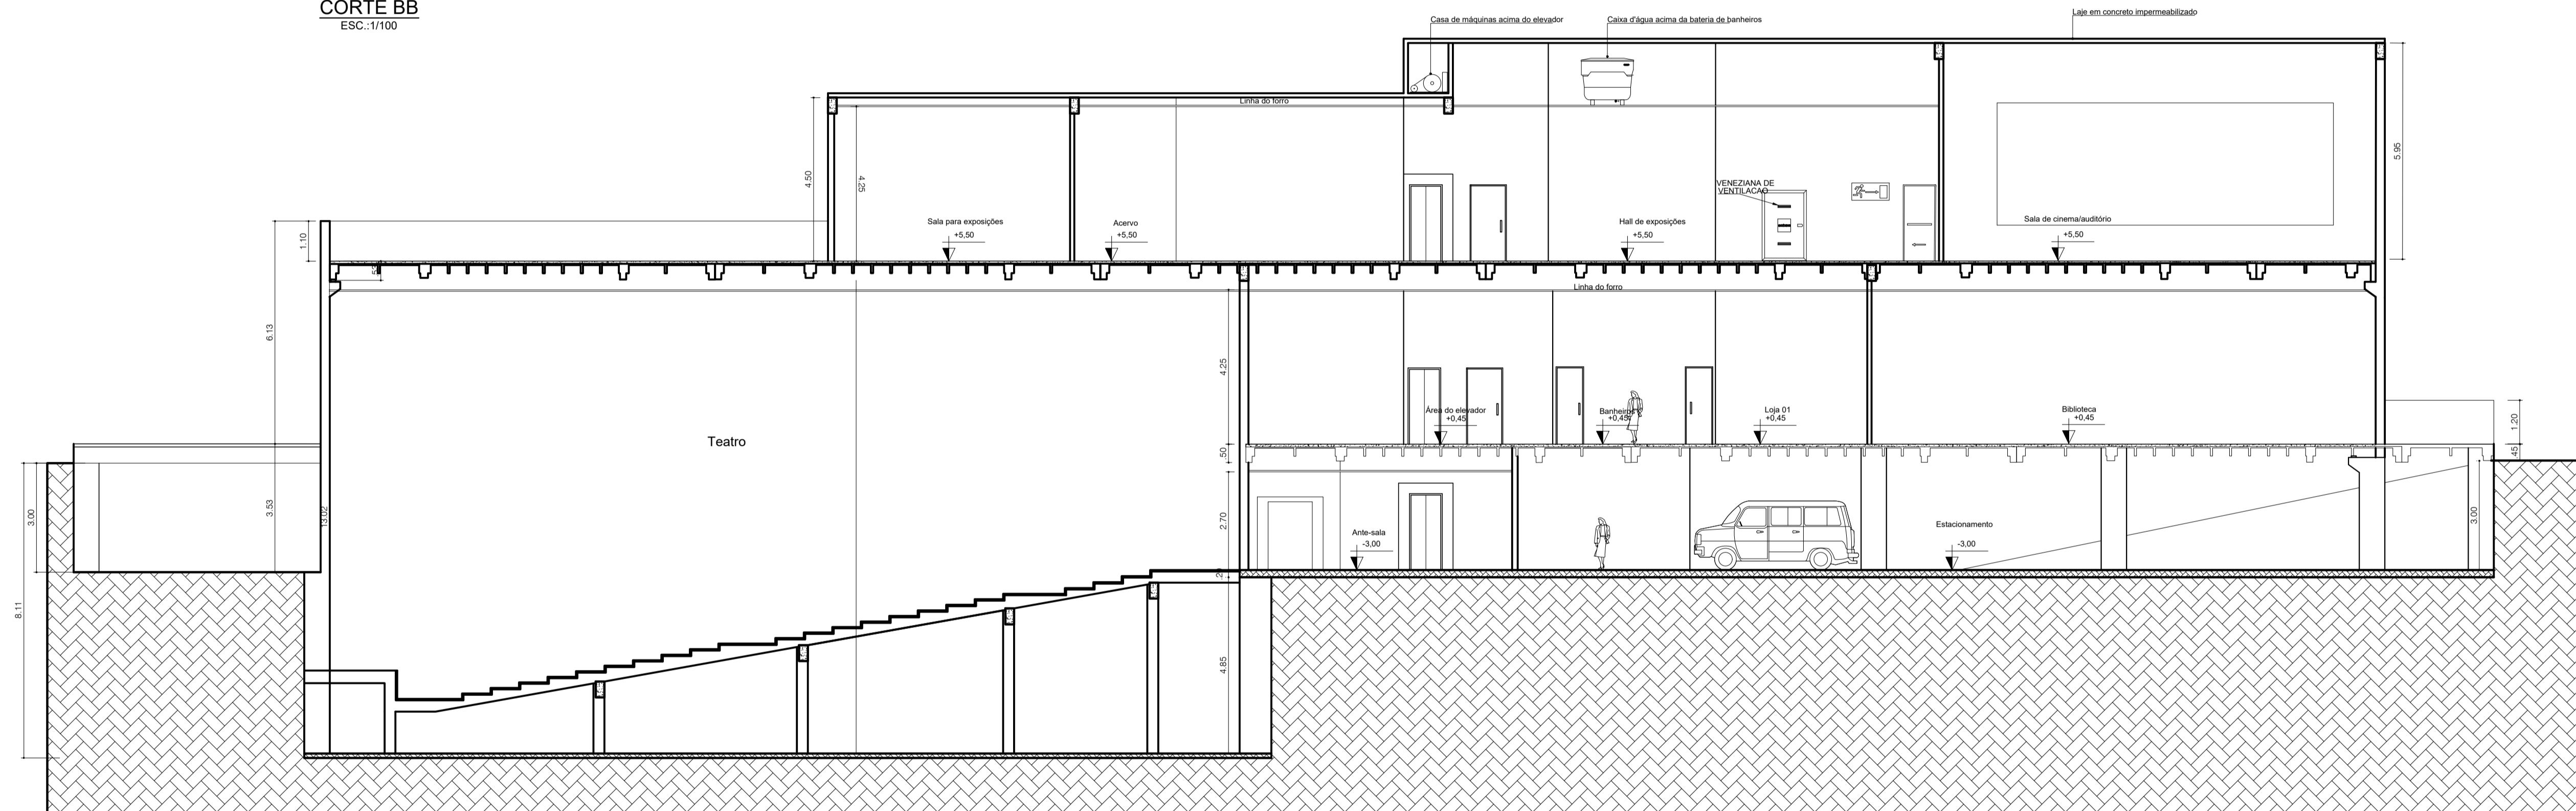 CORTE BB
ESC.:1/100
Casa de máquinas acima do elevador
Caixa d'água acima da bateria de banheiros
Laje em concreto impermeabilizado
Linha do forro
4.50
4.25
5.95
VENEZIANA DE
VENTILACAO
Sala para exposições
+5,50
Acervo
+5,50
Hall de exposições
+5,50
Sala de cinema/auditório
+5,50
1.10
.55
Linha do forro
6.13
4.25
Teatro
Área do elevador
+0,45
Banheiros
+0,45
Loja 01
+0,45
Biblioteca
+0,45
1.20
.45
.50
3.00
3.53
13.02
2.70
Ante-sala
-3,00
Estacionamento
-3,00
3.00
.20
8.11
4.85